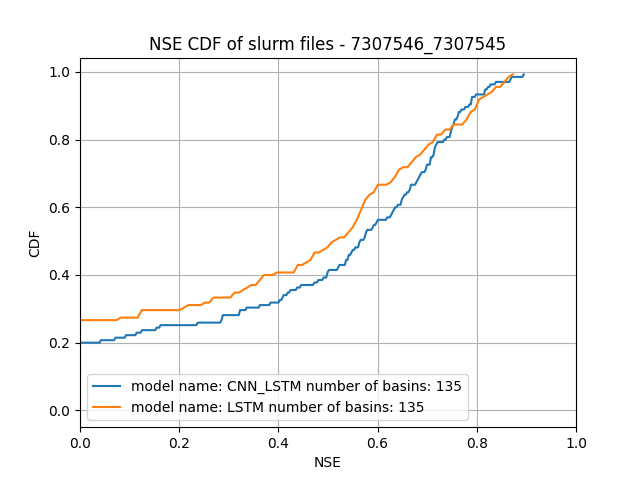 NSE CDF of slurm files - 7307546_7307545
CDF
1.0
0.8
0.6
0.4
0.2
0.0
model name: CNN_LSTM number of basins: 135
model name: LSTM number of basins: 135
0.0 0.2 0.4 0.6 0.8 1.0
NSE